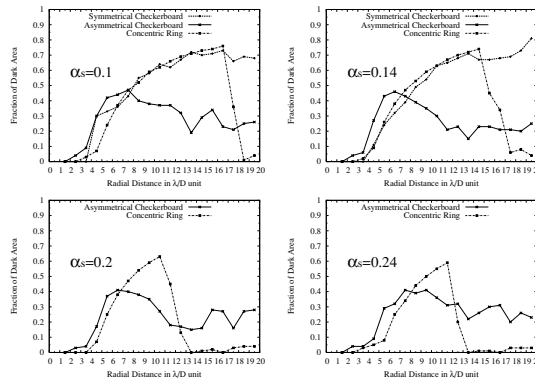 Symmetrical Checkerboard
Asymmetrical Checkerboard
Concentric Ring
αs=0.1
Fraction of Dark Area
1
0.9
0.8
0.7
0.6
0.5
0.4
0.3
0.2
0.1
0
0 1 2 3 4 5 6 7 8 9 10 11 12 13 14 15 16 17 18 19 20
Radial Distance in λ/D unit
Symmetrical Checkerboard
Asymmetrical Checkerboard
Concentric Ring
αs=0.14
Fraction of Dark Area
1
0.9
0.8
0.7
0.6
0.5
0.4
0.3
0.2
0.1
0
0 1 2 3 4 5 6 7 8 9 10 11 12 13 14 15 16 17 18 19 20
Radial Distance in λ/D unit
Asymmetrical Checkerboard
Concentric Ring
αs=0.2
Fraction of Dark Area
1
0.9
0.8
0.7
0.6
0.5
0.4
0.3
0.2
0.1
0
0 1 2 3 4 5 6 7 8 9 10 11 12 13 14 15 16 17 18 19 20
Radial Distance in λ/D unit
Asymmetrical Checkerboard
Concentric Ring
αs=0.24
Fraction of Dark Area
1
0.9
0.8
0.7
0.6
0.5
0.4
0.3
0.2
0.1
0
0 1 2 3 4 5 6 7 8 9 10 11 12 13 14 15 16 17 18 19 20
Radial Distance in λ/D unit